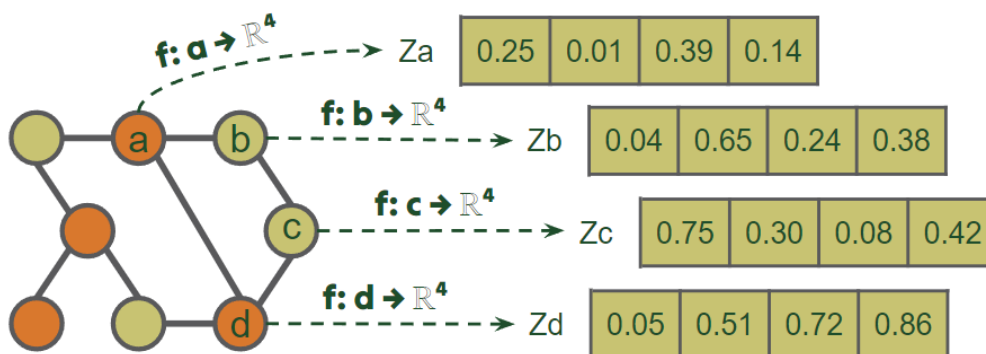 f: a → ℝ⁴
Za 0.25 0.01 0.39 0.14
a b f: b → ℝ⁴
Zb 0.04 0.65 0.24 0.38
c f: c → ℝ⁴
Zc 0.75 0.30 0.08 0.42
d f: d → ℝ⁴
Zd 0.05 0.51 0.72 0.86